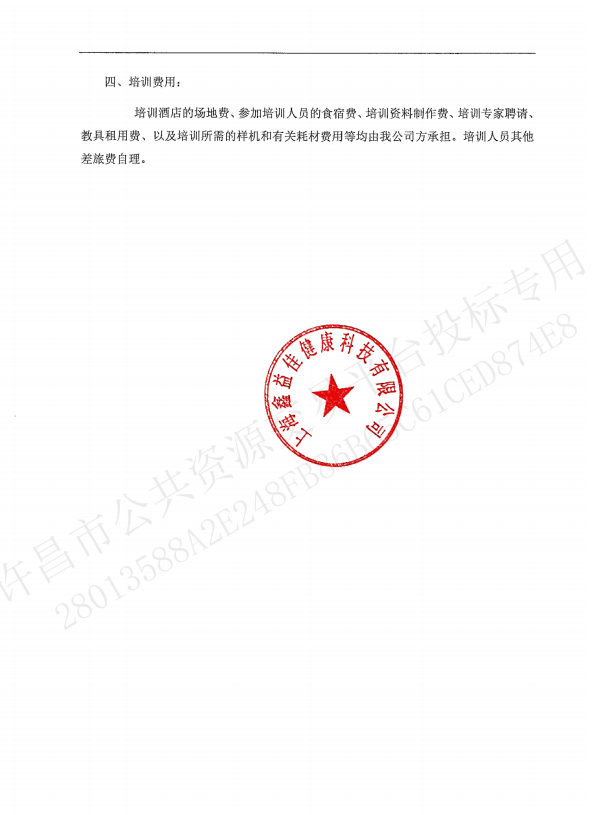 四、培训费用：
培训酒店的场地费、参加培训人员的食宿费、培训资料制作费、培训专家聘请、
教具租用费、以及培训所需的样机和有关耗材费用等均由我公司方承担。培训人员其他
差旅费自理。
上海鑫益佳健康科技有限公司
许昌市公共资源
平台投标专用
28013588A2E248FB86B
C61CED874E8